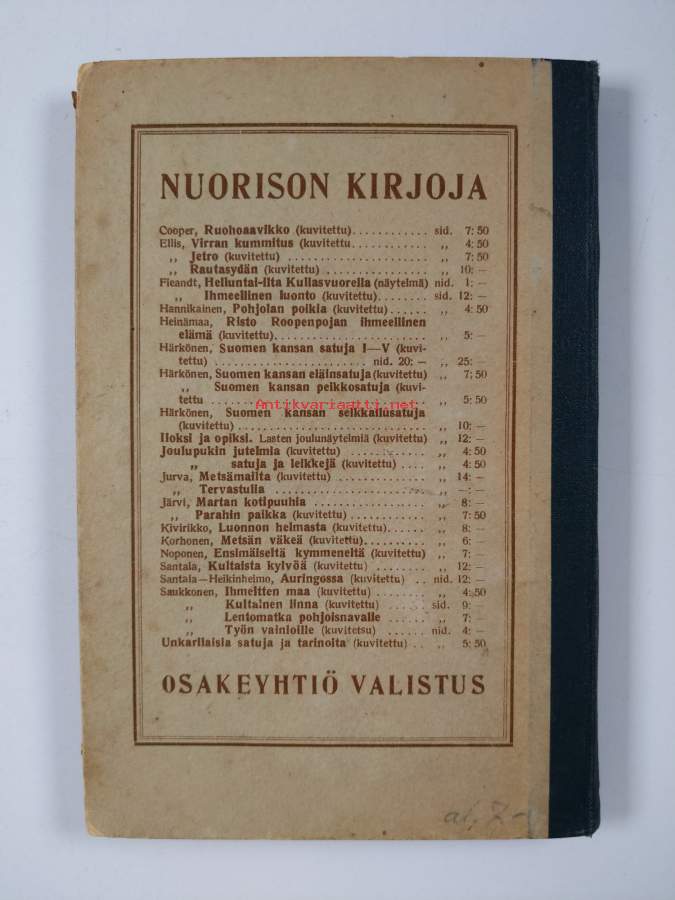 NUORISON KIRJOJA
Cooper, Ruohoaavikko (kuvitettu)............ sid. 7: 50
Ellis, Virran kummitus (kuvitettu............ „ 4: 50
„ Jetro (kuvitettu) ..................... „ 7: 50
„ Rautasydän (kuvitettu) ................ „ 10: —
Fieandt, Heliuntai-iita Kullasvuorella (näytelmä) nid. 1: —
„ Ihmeellinen luonto (kuvitettu)........ sid. 12: —
Hannikainen, Pohjolan poikia (kuvitettu)...... „ 4: 50
Heinämaa, Risto Roopenpojan ihmeellinen
elämä (kuvitettu)......................... „ 5: —
Härkönen, Suomen kansan satuja I—V (kuvi-
tettu) ......................... nid. 20: — „ 25: —
Härkönen, Suomen kansan eläinsatuja (kuvitettu) „ 7: 50
„ Suomen kansan peikkosatuja (kuvi-
tettu .................................... „ 5: 50
Antikvariaatti.net
Härkönen, Suomen kansan seikkailusatuja
(kuvitettu) ............................... „ 10: —
Iloksi ja opiksi. Lasten joulunäytelmiä (kuvitettu) „ 12: —
Joulupukin jutelmia (kuvitettu) ............ „ 4: 50
„ satuja ja leikkejä (kuvitettu) .... „ 4: 50
Jurva, Metsämailta (kuvitettu) .............. „ 14: —
„ Tervastulia ......................... „ —: —
Järvi, Martan kotipuuhia .................... „ 8: —
„ Parahin paikka (kuvitettu) ............ „ 7: 50
Kivirikko, Luonnon helmasta (kuvitettu)...... „ 8: —
Korhonen, Metsän väkeä (kuvitettu).......... „ 6: —
Noponen, Ensimäiseltä kymmeneltä (kuvitettu) „ 7: —
Santala, Kultaista kylvöä (kuvitettu) ........ „ 12: —
Santala—Heikinheimo, Auringossa (kuvitettu) .. nid. 12: —
Saukkonen, Ihmeitten maa (kuvitettu) ........ „ 4: 50
„ Kultainen linna (kuvitettu) ....... sid. 9: —
„ Lentomatka pohjoisnavalle ...... „ 7: —
„ Työn vainioille (kuvitetsu) ...... nid. 4: —
Unkarilaisia satuja ja tarinoita (kuvitettu) .. „ 5: 50
OSAKEYHTIÖ VALISTUS